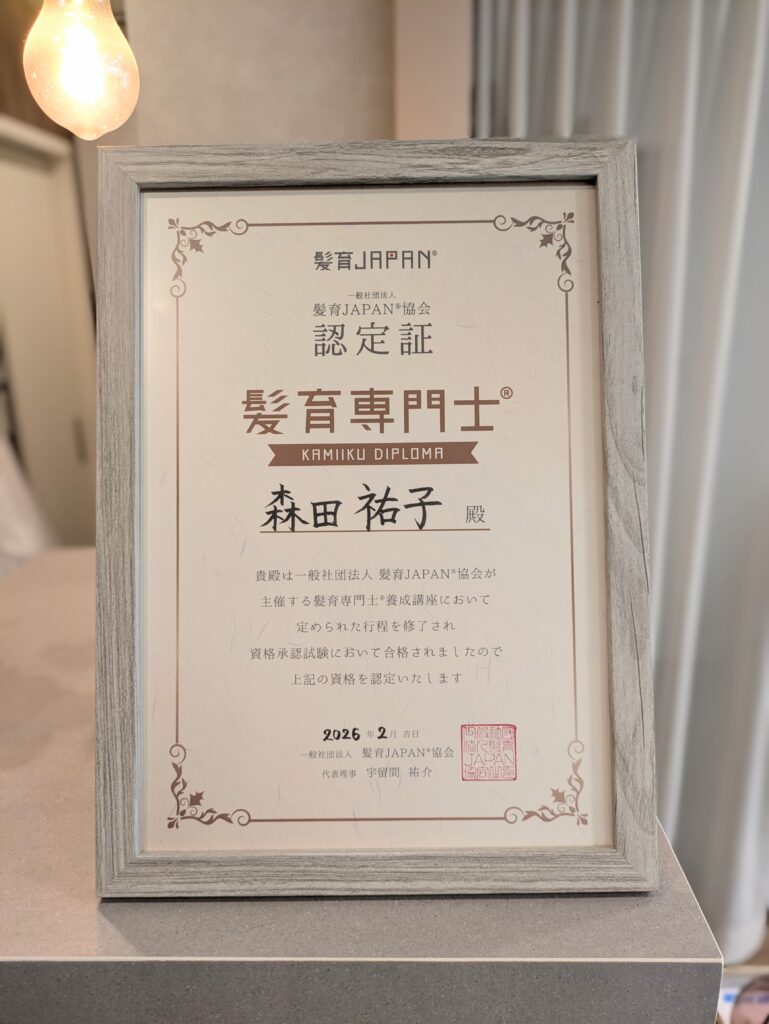 髪育JAPAN®
一般社団法人
髪育JAPAN®協会
認定証
髪育専門士®
KAMIIKU DIPLOMA
森田 祐子 殿
貴殿は一般社団法人 髪育JAPAN®協会が
主催する髪育専門士®養成講座において
定められた行程を修了され
資格承認試験において合格されましたので
上記の資格を認定いたします
2026年2月吉日
一般社団法人 髪育JAPAN®協会
代表理事 宇留間 祐介